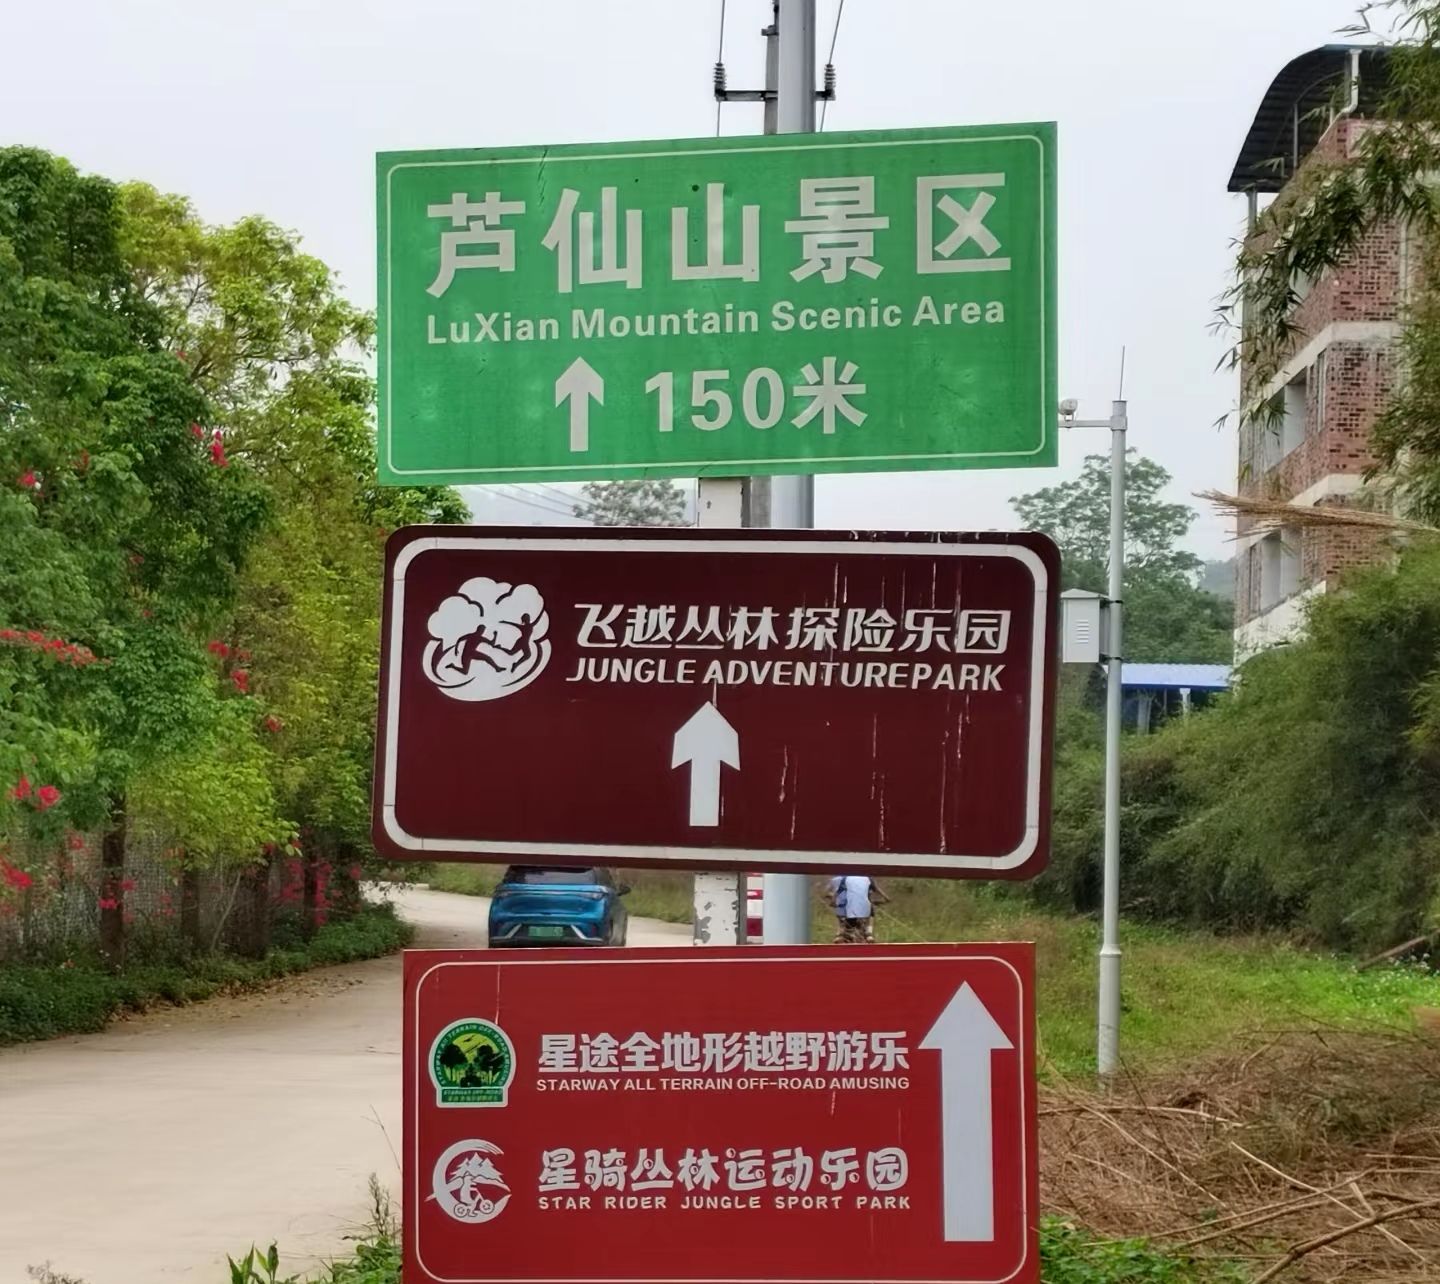 芦仙山景区
LuXian Mountain Scenic Area
150米
飞越丛林探险乐园
JUNGLE ADVENTUREPARK
星途全地形越野游乐
STARWAY ALL TERRAIN OFF-ROAD AMUSING
星骑丛林运动乐园
STAR RIDER JUNGLE SPORT PARK